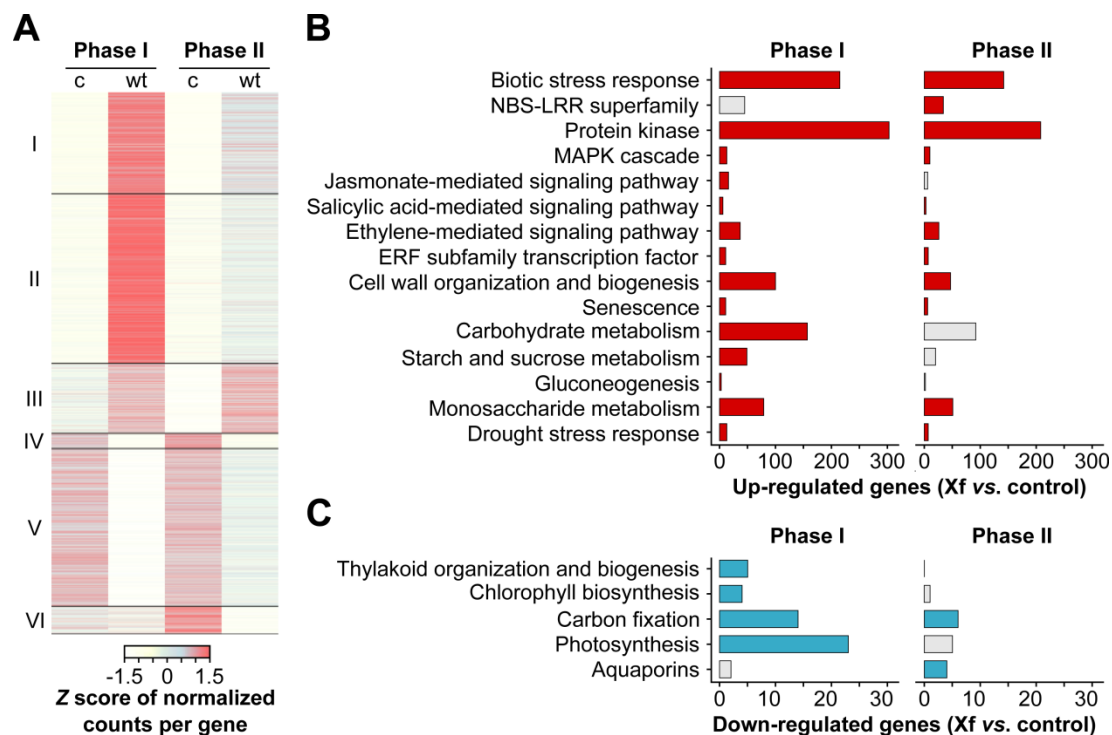 A
Phase I Phase II
c wt c wt
I
II
III
IV
V
VI
-1.5 0 1.5
Z score of normalized
counts per gene
B
Phase I Phase II
Biotic stress response
NBS-LRR superfamily
Protein kinase
MAPK cascade
Jasmonate-mediated signaling pathway
Salicylic acid-mediated signaling pathway
Ethylene-mediated signaling pathway
ERF subfamily transcription factor
Cell wall organization and biogenesis
Senescence
Carbohydrate metabolism
Starch and sucrose metabolism
Gluconeogenesis
Monosaccharide metabolism
Drought stress response
0 100 200 300 0 100 200 300
Up-regulated genes (Xf vs. control)
C
Phase I Phase II
Thylakoid organization and biogenesis
Chlorophyll biosynthesis
Carbon fixation
Photosynthesis
Aquaporins
0 10 20 30 0 10 20 30
Down-regulated genes (Xf vs. control)